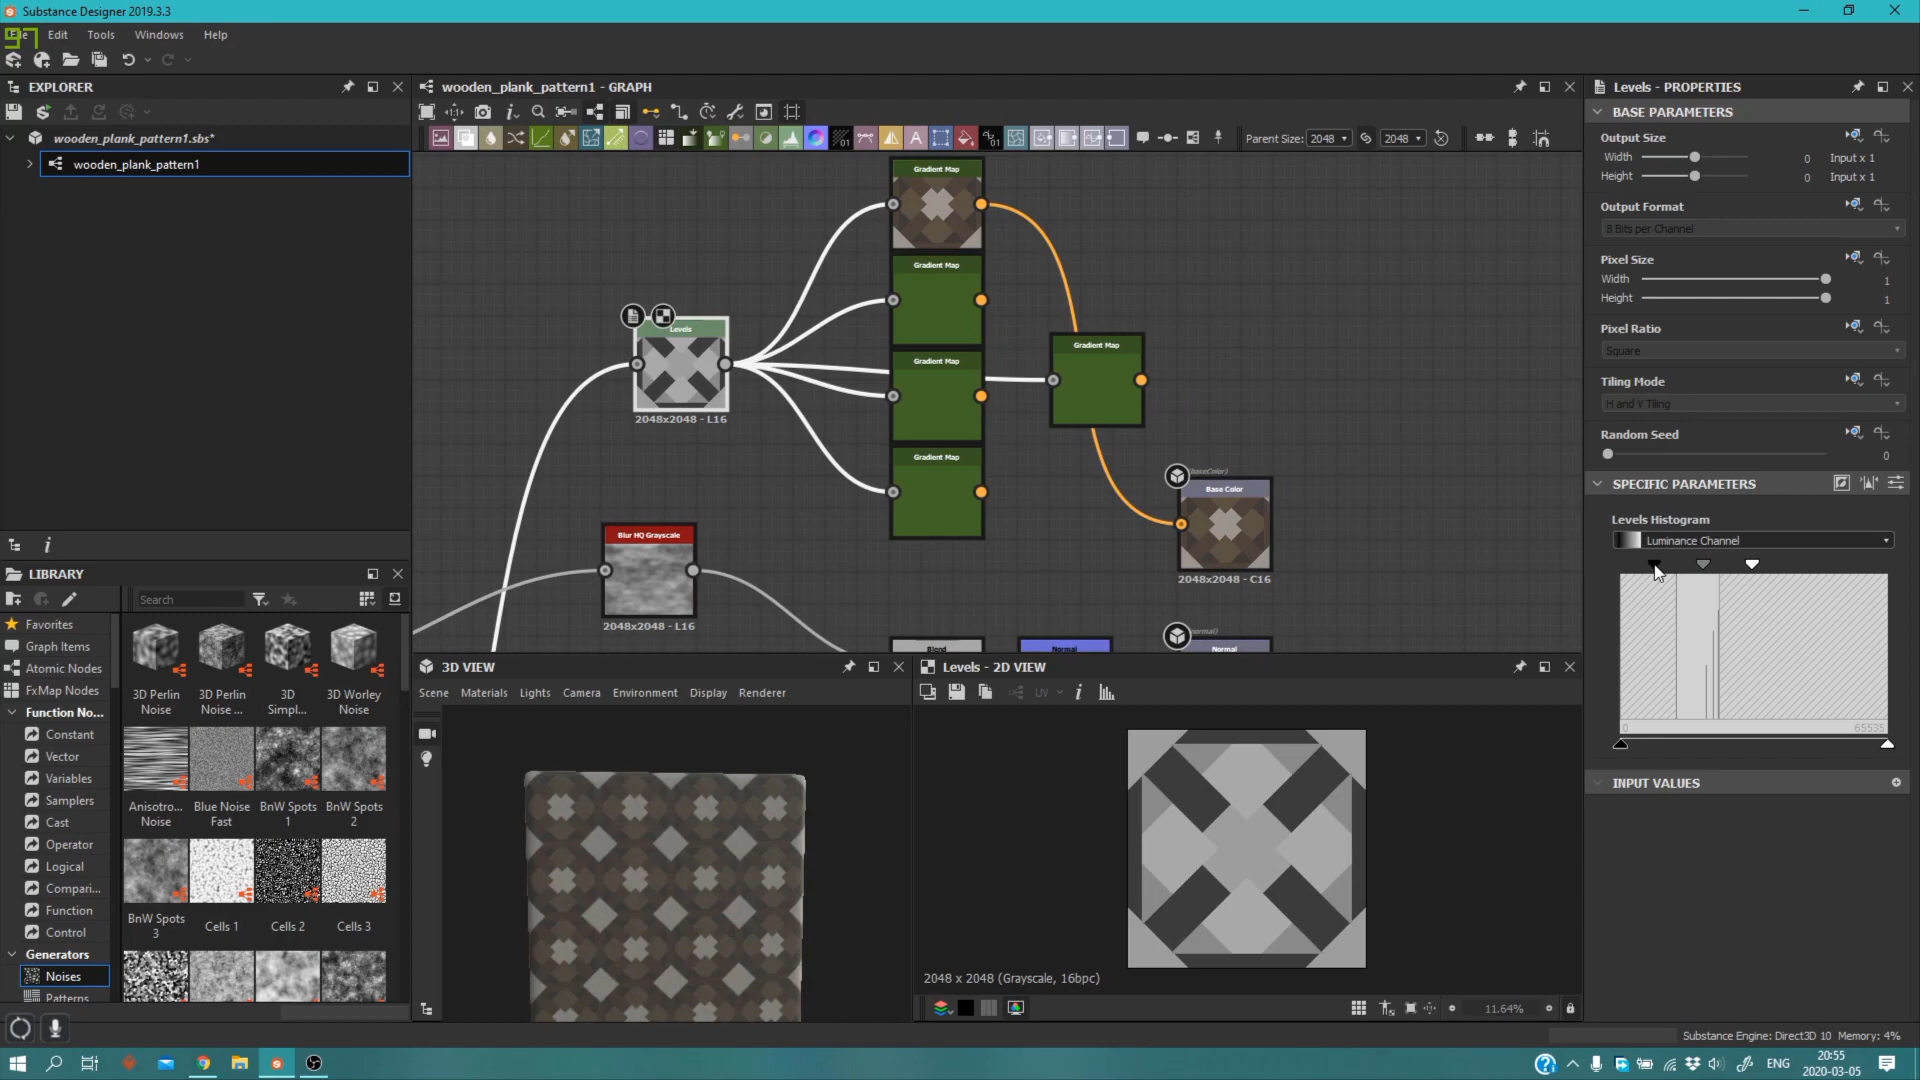 Substance Designer 2019.3.3
Edit Tools Windows Help
EXPLORER
wooden_plank_pattern1.sbs*
wooden_plank_pattern1
LIBRARY
Search
Favorites
Graph Items
Atomic Nodes
FxMap Nodes
Function No...
Constant
Vector
Variables
Samplers
Cast
Operator
Logical
Compari...
Function
Control
Generators
Noises
Patterns
3D Perlin Noise
3D Perlin Noise ...
3D Simpl...
3D Worley Noise
Anisotro... Noise
Blue Noise Fast
BnW Spots 1
BnW Spots 2
BnW Spots 3
Cells 1
Cells 2
Cells 3
wooden_plank_pattern1 - GRAPH
Parent Size: 2048 2048
Gradient Map
Gradient Map
Gradient Map
Gradient Map
Gradient Map
Levels
2048x2048 - L16
Blur HQ Grayscale
2048x2048 - L16
(baseColor)
Base Color
2048x2048 - C16
Blend
Normal
(normal)
Normal
3D VIEW
Scene Materials Lights Camera Environment Display Renderer
Levels - 2D VIEW
UV
2048 x 2048 (Grayscale, 16bpc)
11.64%
Levels - PROPERTIES
BASE PARAMETERS
Output Size
Width 0 Input x 1
Height 0 Input x 1
Output Format
8 Bits per Channel
Pixel Size
Width 1
Height 1
Pixel Ratio
Square
Tiling Mode
H and V Tiling
Random Seed
0
SPECIFIC PARAMETERS
Levels Histogram
Luminance Channel
0 65535
INPUT VALUES
Substance Engine: Direct3D 10 Memory: 4%
ENG
20:55
2020-03-05